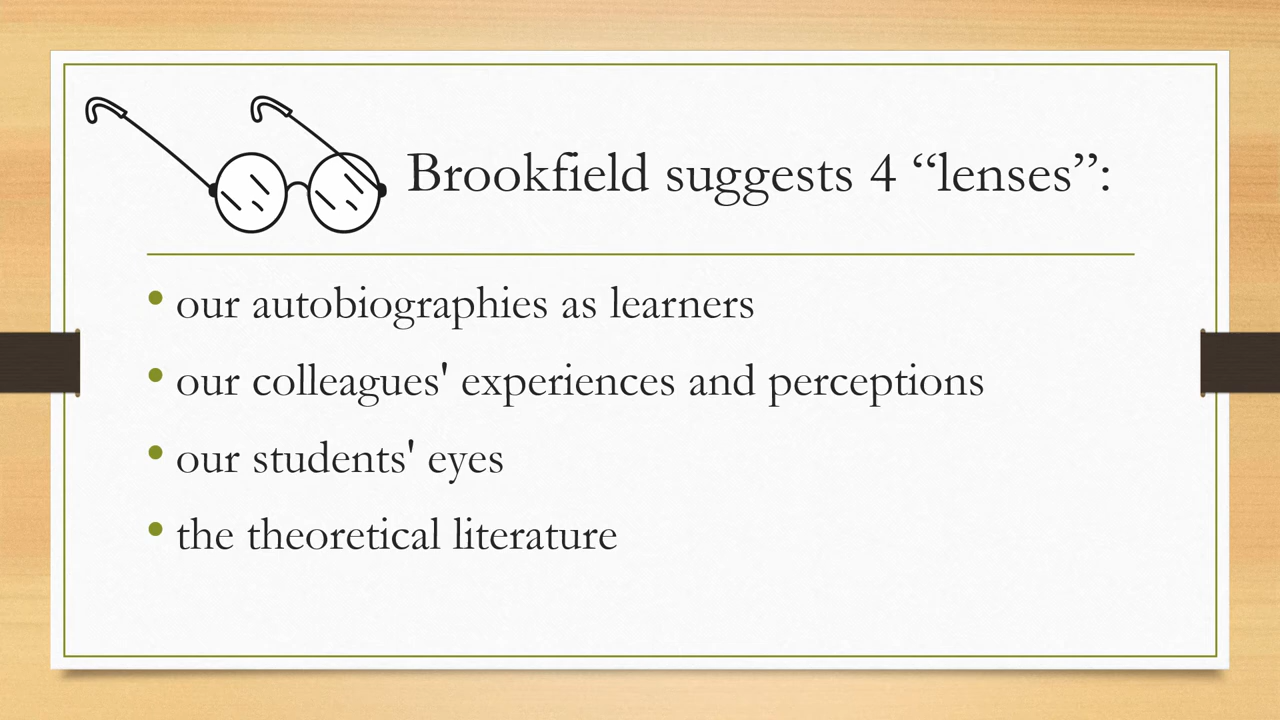 Brookfield suggests 4 “lenses”:
• our autobiographies as learners
• our colleagues' experiences and perceptions
• our students' eyes
• the theoretical literature